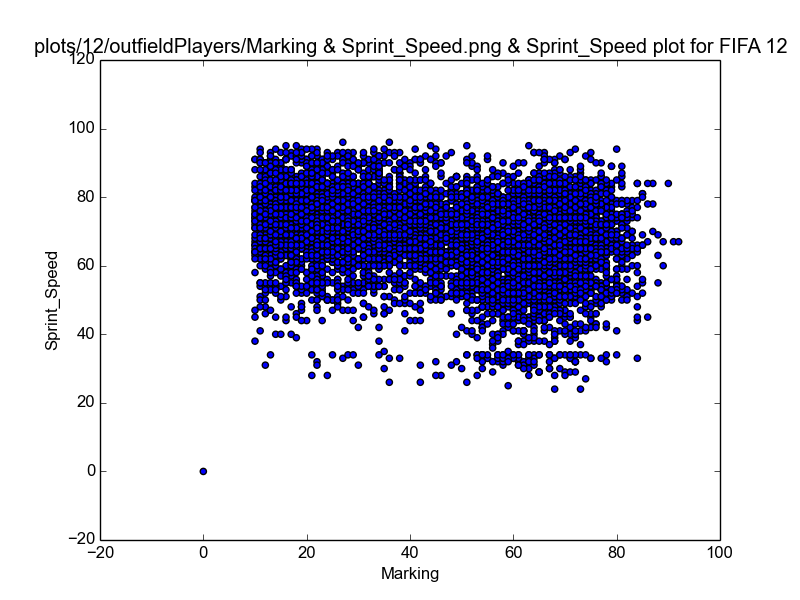 plots/12/outfieldPlayers/Marking & Sprint_Speed.png & Sprint_Speed plot for FIFA 12
120
100
80
60
40
20
0
−20
Sprint_Speed
−20 0 20 40 60 80 100
Marking